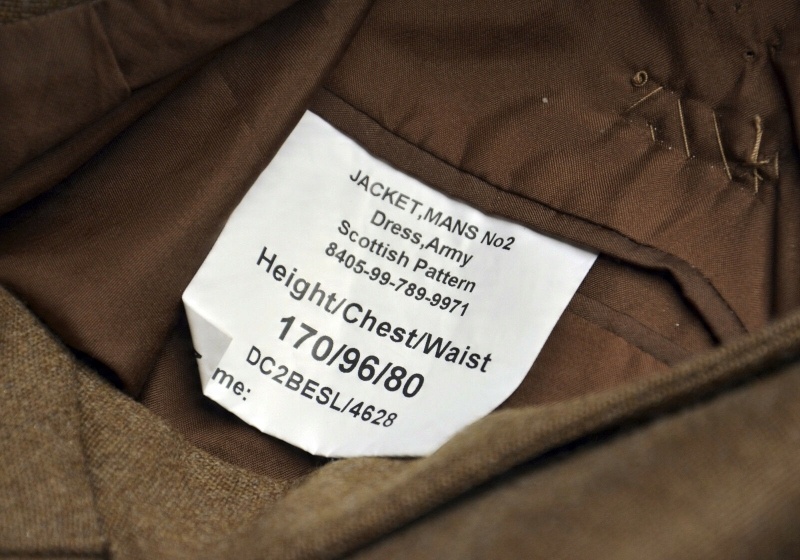 JACKET,MANS No2
Dress,Army
Scottish Pattern
8405-99-789-9971
Height/Chest/Waist
170/96/80
DC2BESL/4628
me: